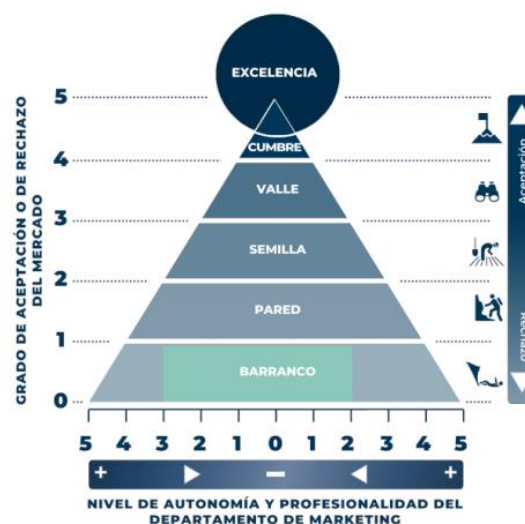 EXCELENCIA
5
CUMBRE
4
VALLE
3
SEMILLA
2
PARED
1
BARRANCO
0
GRADO DE ACEPTACIÓN O DE RECHAZO
DEL MERCADO
Aceptación
Rechazo
5 4 3 2 1 0 1 2 3 4 5
+ − +
NIVEL DE AUTONOMÍA Y PROFESIONALIDAD DEL
DEPARTAMENTO DE MARKETING